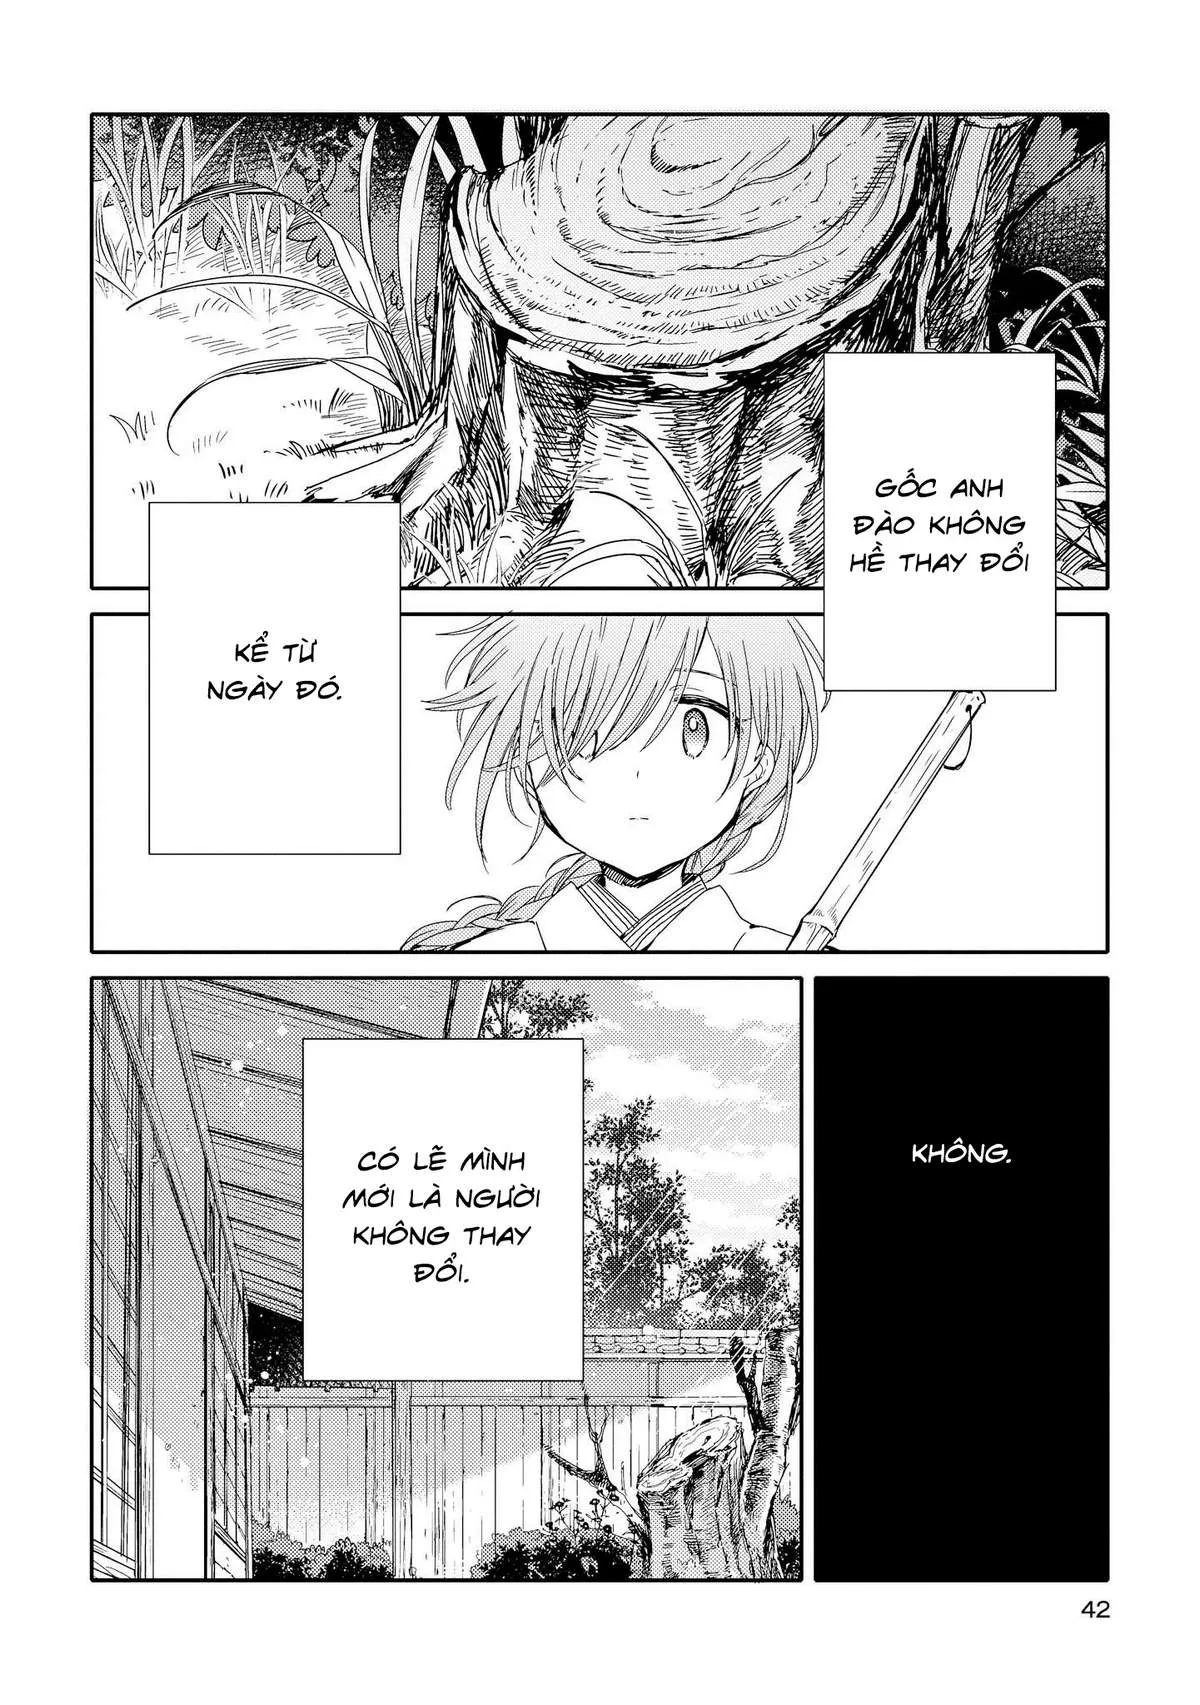 GỐC ANH
ĐÀO KHÔNG
HỀ THAY ĐỔI
KỂ TỪ
NGÀY ĐÓ.
KHÔNG.
CÓ LẼ MÌNH
MỚI LÀ NGƯỜI
KHÔNG THAY
ĐỔI.
42